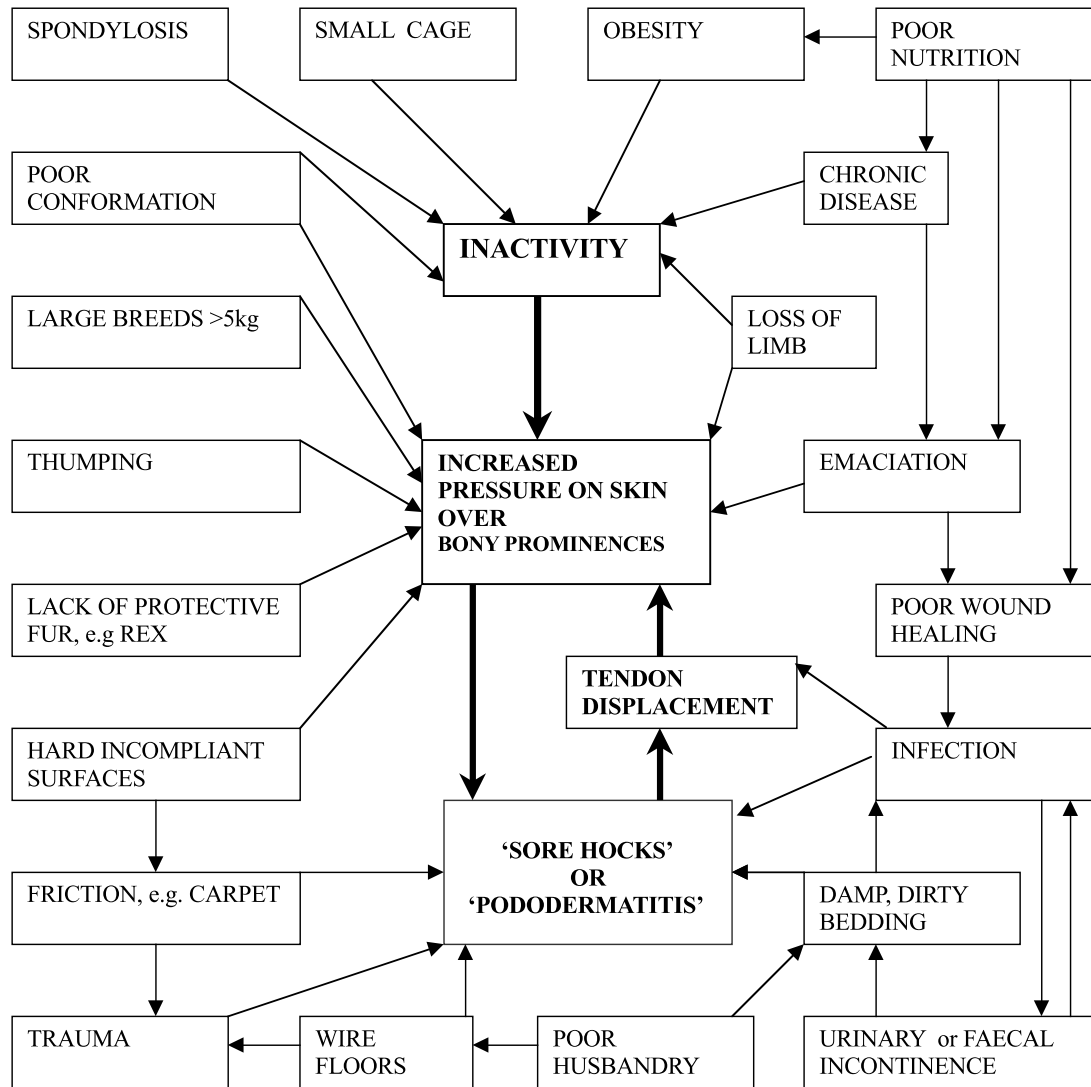 SPONDYLOSIS
SMALL CAGE
OBESITY
POOR
NUTRITION
POOR
CONFORMATION
CHRONIC
DISEASE
INACTIVITY
LARGE BREEDS >5kg
LOSS OF
LIMB
THUMPING
INCREASED
PRESSURE ON SKIN
OVER
BONY PROMINENCES
EMACIATION
LACK OF PROTECTIVE
FUR, e.g REX
POOR WOUND
HEALING
TENDON
DISPLACEMENT
HARD INCOMPLIANT
SURFACES
INFECTION
‘SORE HOCKS’
OR
‘PODODERMATITIS’
FRICTION, e.g. CARPET
DAMP, DIRTY
BEDDING
TRAUMA
WIRE
FLOORS
POOR
HUSBANDRY
URINARY or FAECAL
INCONTINENCE